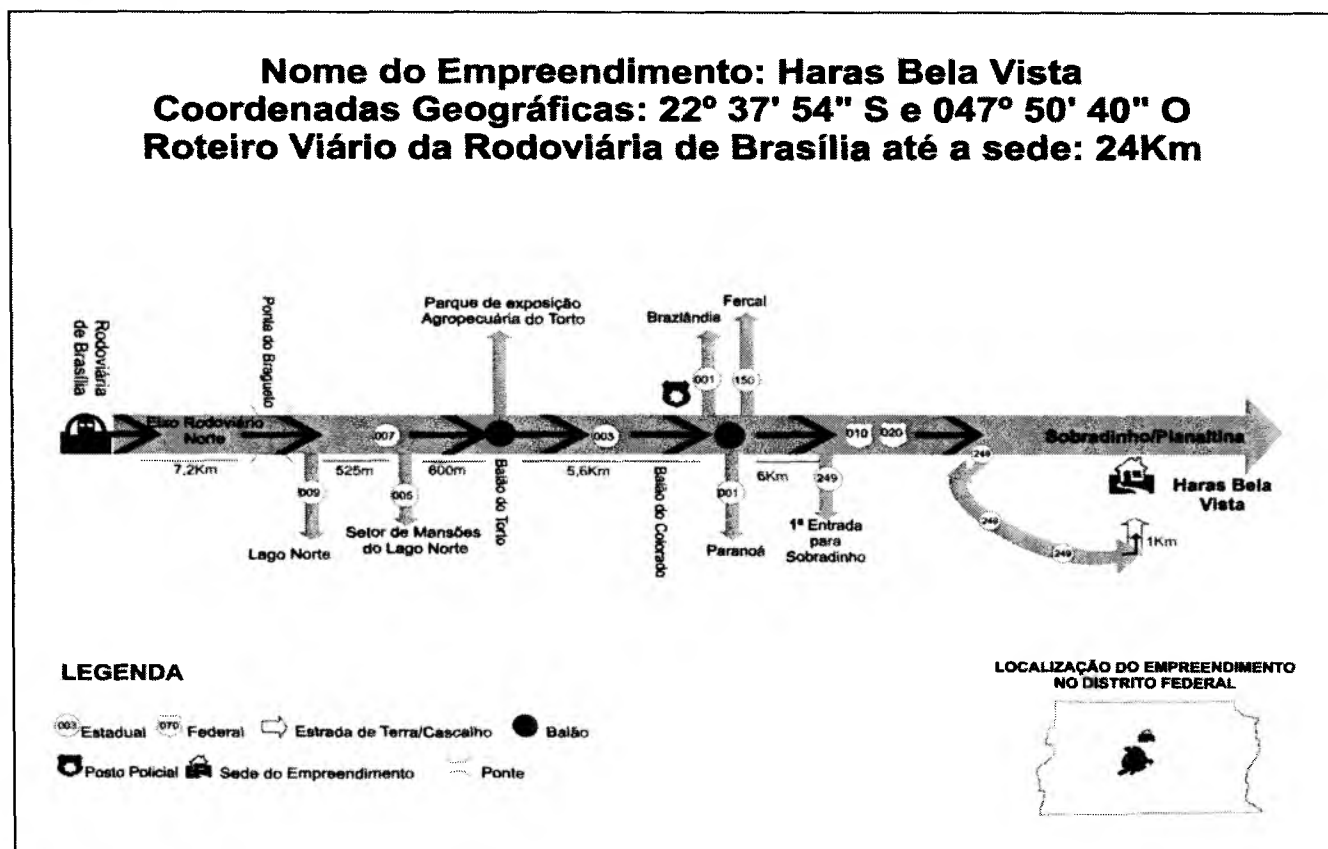 Nome do Empreendimento: Haras Bela Vista
Coordenadas Geográficas: 22º 37' 54" S e 047º 50' 40" O
Roteiro Viário da Rodoviária de Brasília até a sede: 24Km
Rodoviária
de Brasília
Ponta do Bragueto
Parque de exposição
Agropecuária do Torto
Brazlândia
Fercal
001
150
Eixo Rodoviário
Norte
007
003
010
020
Sobradinho/Planaltina
7,2Km
525m
600m
5,6Km
6Km
009
005
Balão do Torto
Balão do Colorado
001
249
249
Lago Norte
Setor de Mansões
do Lago Norte
Paranoá
1ª Entrada
para
Sobradinho
249
249
1Km
Haras Bela
Vista
LEGENDA
003 Estadual
070 Federal
Estrada de Terra/Cascalho
Balão
Posto Policial
Sede do Empreendimento
Ponte
LOCALIZAÇÃO DO EMPREENDIMENTO
NO DISTRITO FEDERAL